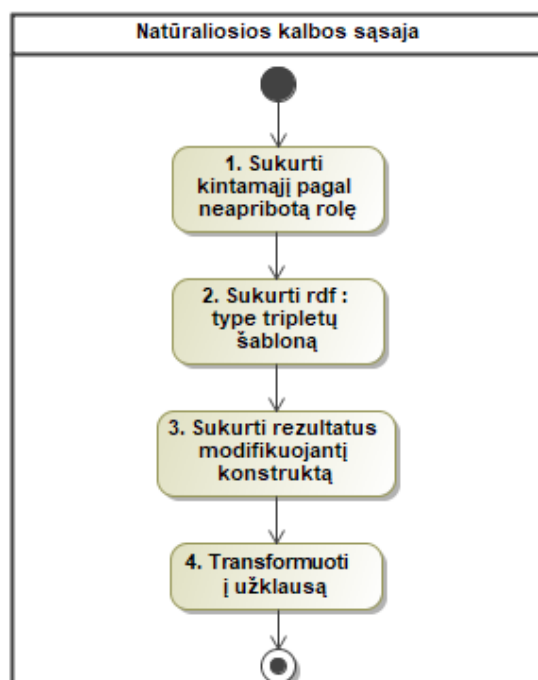 Natūraliosios kalbos sąsaja
1. Sukurti
kintamąjį pagal
neapribotą rolę
2. Sukurti rdf :
type tripletų
šabloną
3. Sukurti rezultatus
modifikuojantį
konstruktą
4. Transformuoti
į užklausą